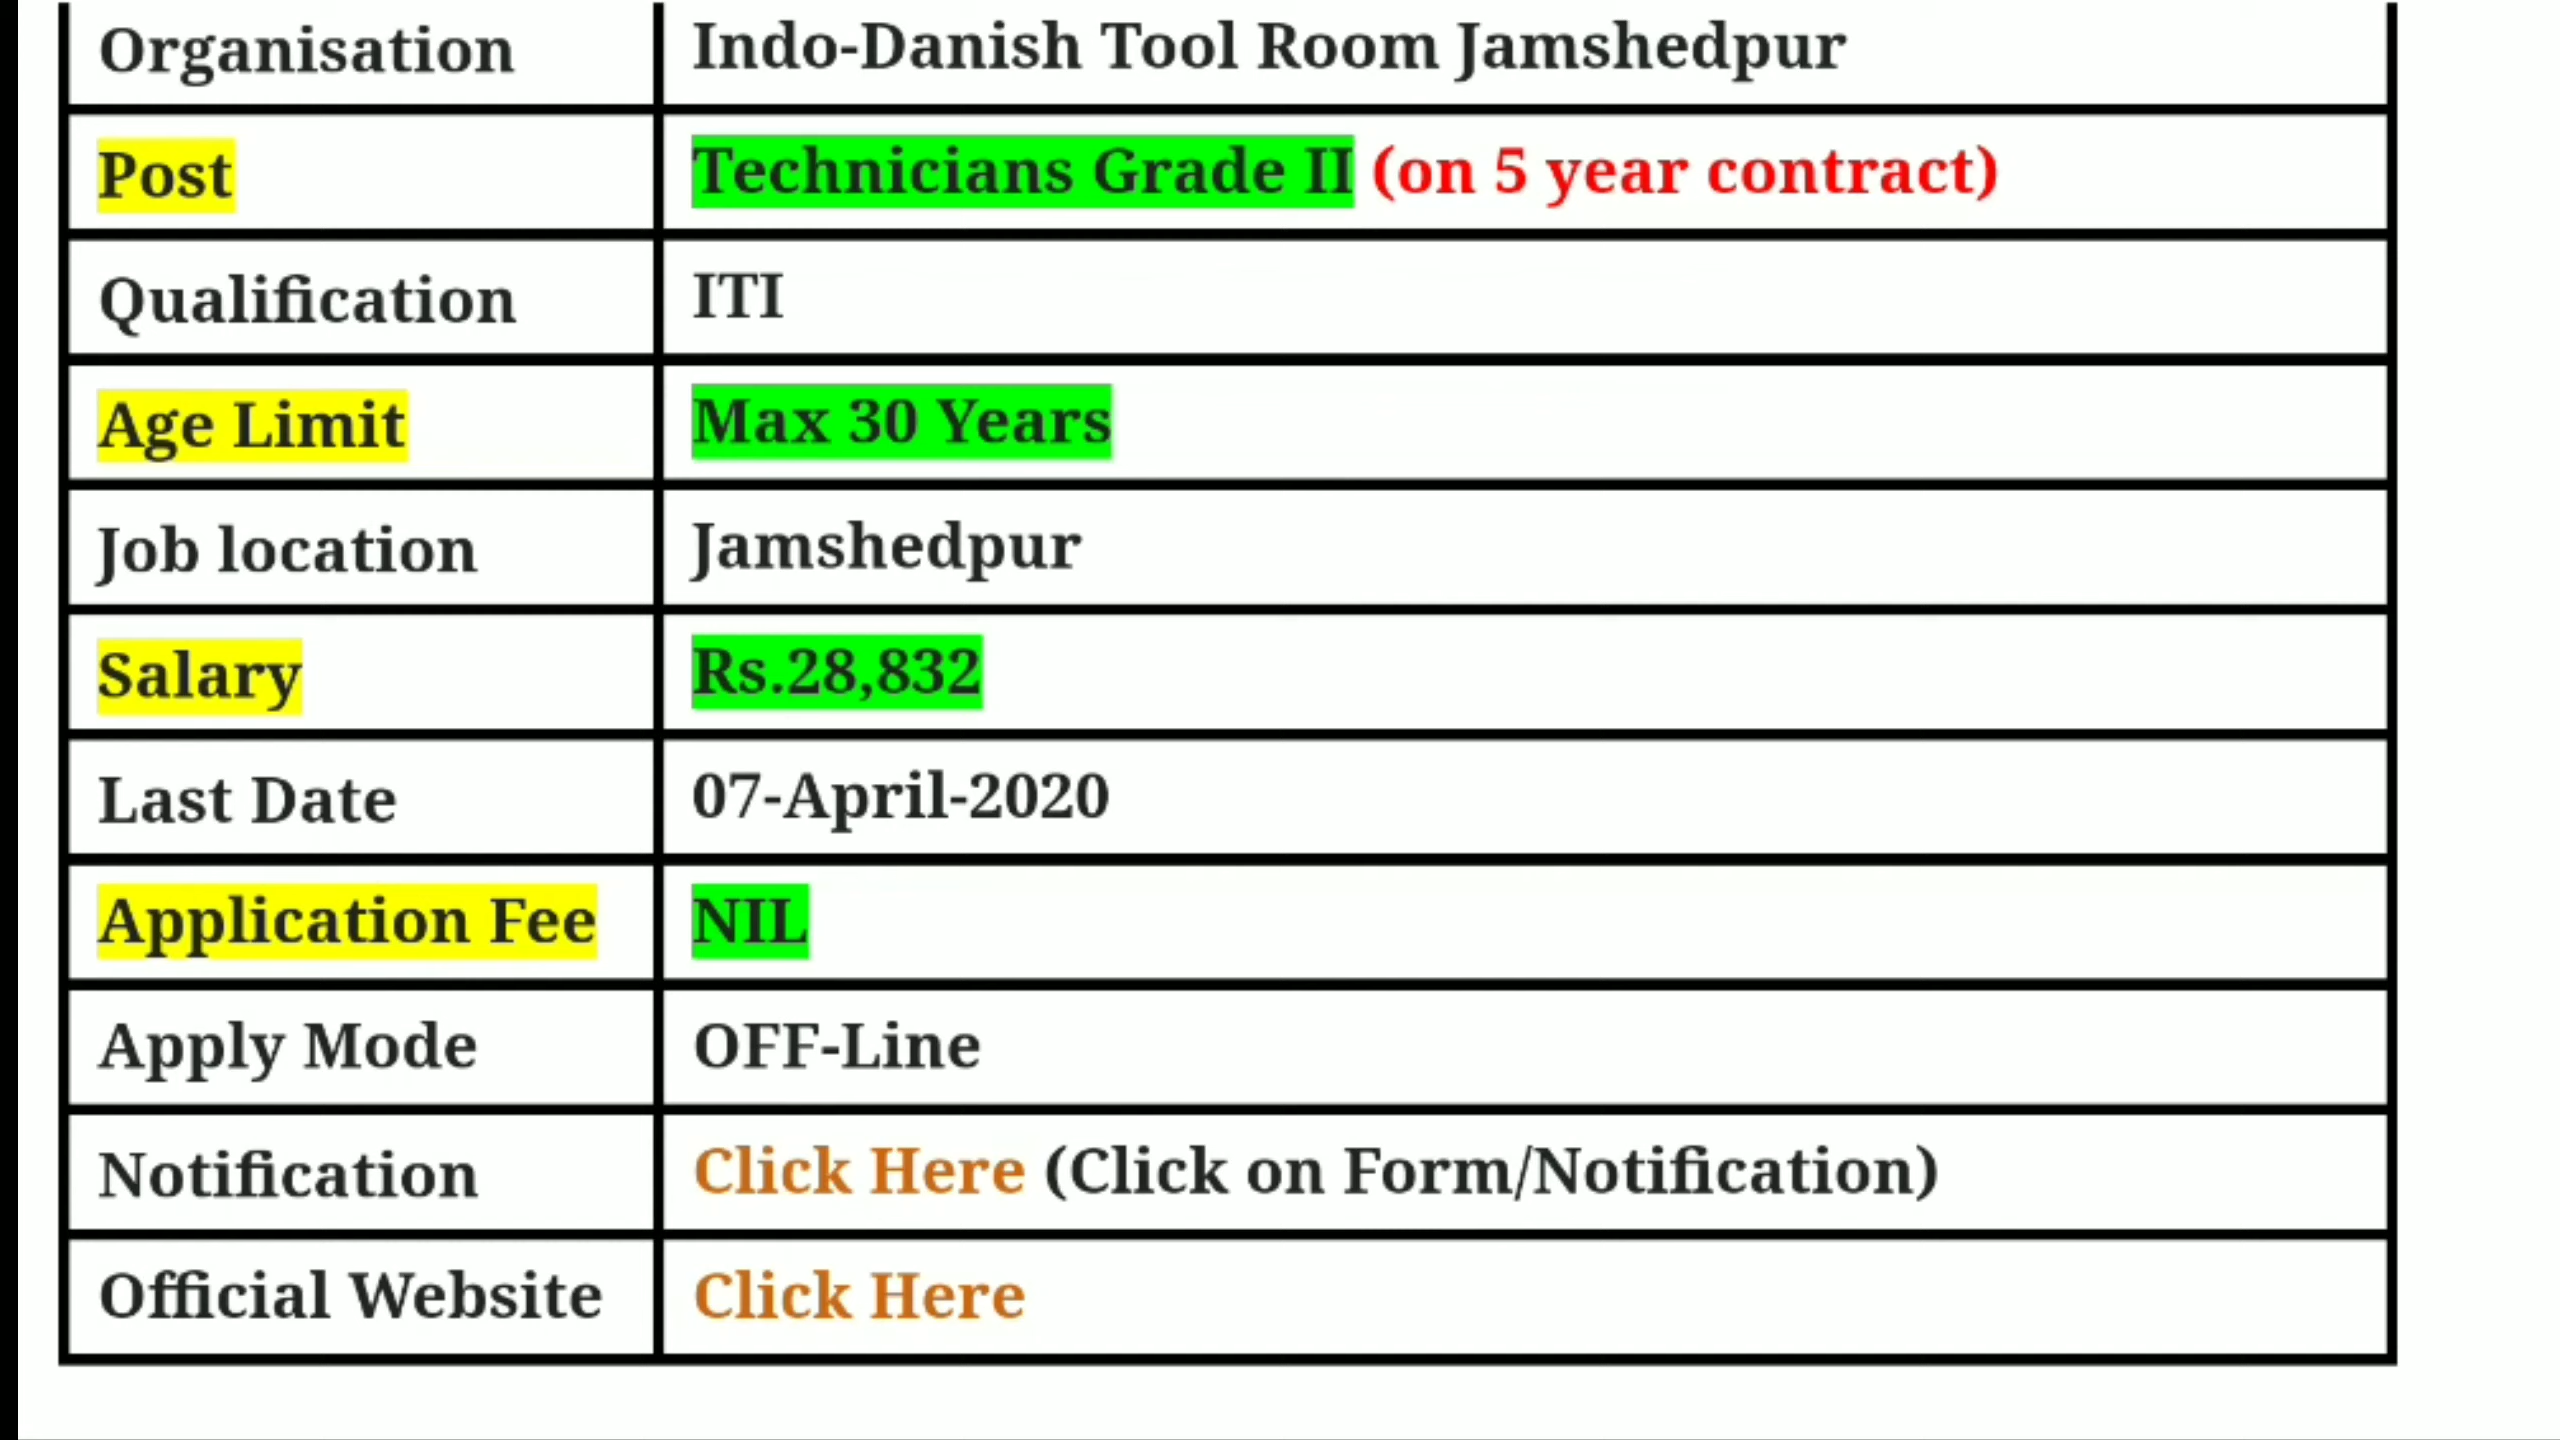 Organisation Indo-Danish Tool Room Jamshedpur
Post Technicians Grade II (on 5 year contract)
Qualification ITI
Age Limit Max 30 Years
Job location Jamshedpur
Salary Rs.28,832
Last Date 07-April-2020
Application Fee NIL
Apply Mode OFF-Line
Notification Click Here (Click on Form/Notification)
Official Website Click Here